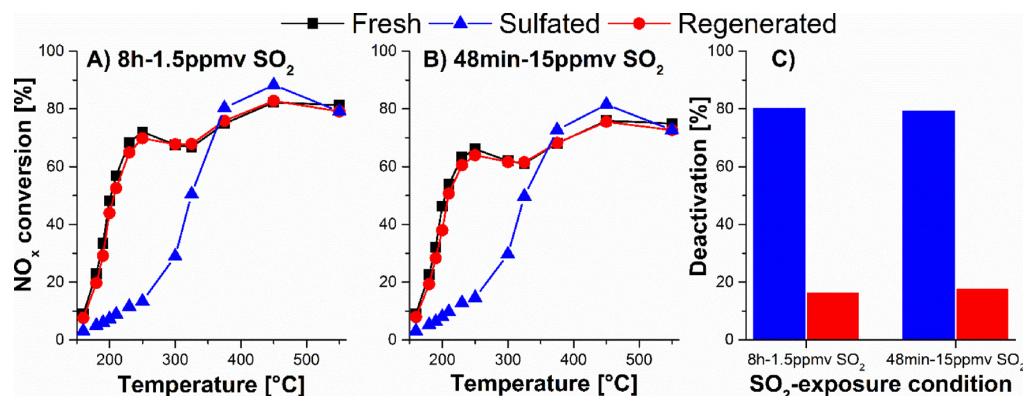 Fresh Sulfated Regenerated
A) 8h-1.5ppmv SO₂
B) 48min-15ppmv SO₂
C)
NOₓ conversion [%]
100
80
60
40
20
0
200 300 400 500
Temperature [°C]
100
80
60
40
20
0
200 300 400 500
Temperature [°C]
Deactivation [%]
100
80
60
40
20
0
8h-1.5ppmv SO₂ 48min-15ppmv SO₂
SO₂-exposure condition